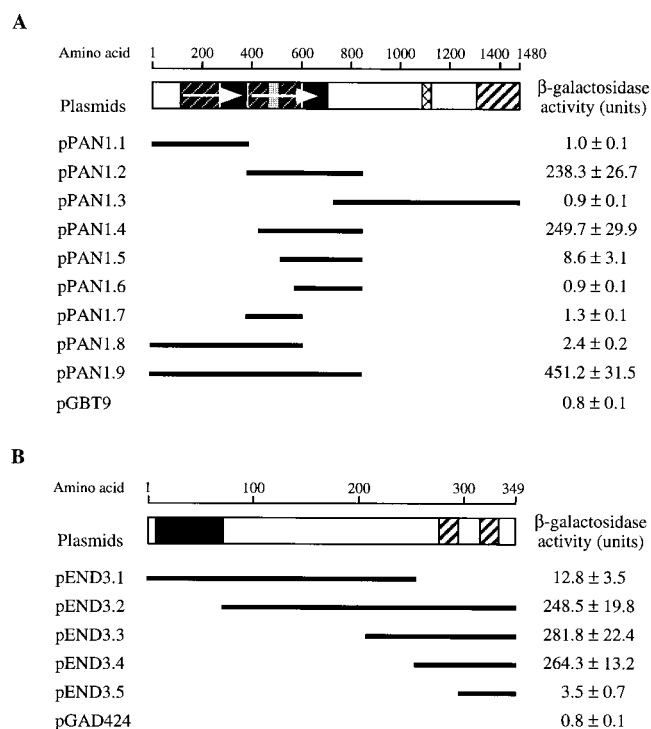 A
Amino acid 1 200 400 600 800 1000 1200 1400 1480
Plasmids β-galactosidase
activity (units)
pPAN1.1 1.0 ± 0.1
pPAN1.2 238.3 ± 26.7
pPAN1.3 0.9 ± 0.1
pPAN1.4 249.7 ± 29.9
pPAN1.5 8.6 ± 3.1
pPAN1.6 0.9 ± 0.1
pPAN1.7 1.3 ± 0.1
pPAN1.8 2.4 ± 0.2
pPAN1.9 451.2 ± 31.5
pGBT9 0.8 ± 0.1
B
Amino acid 1 100 200 300 349
Plasmids β-galactosidase
activity (units)
pEND3.1 12.8 ± 3.5
pEND3.2 248.5 ± 19.8
pEND3.3 281.8 ± 22.4
pEND3.4 264.3 ± 13.2
pEND3.5 3.5 ± 0.7
pGAD424 0.8 ± 0.1